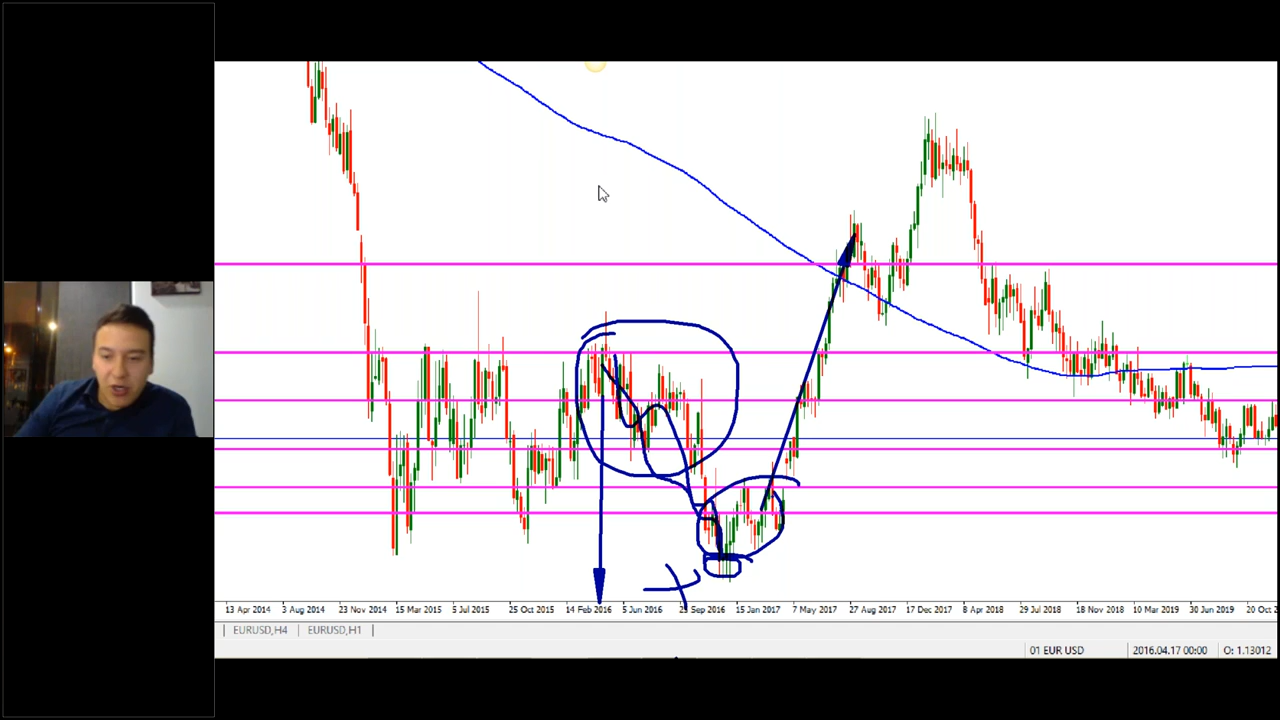 13 Apr 2014 3 Aug 2014 23 Nov 2014 15 Mar 2015 5 Jul 2015 25 Oct 2015 14 Feb 2016 5 Jun 2016 25 Sep 2016 15 Jan 2017 7 May 2017 27 Aug 2017 17 Dec 2017 8 Apr 2018 29 Jul 2018 18 Nov 2018 10 Mar 2019 30 Jun 2019 20 Oct
EURUSD,H4 EURUSD,H1
01 EUR USD 2016.04.17 00:00 O: 1.13012